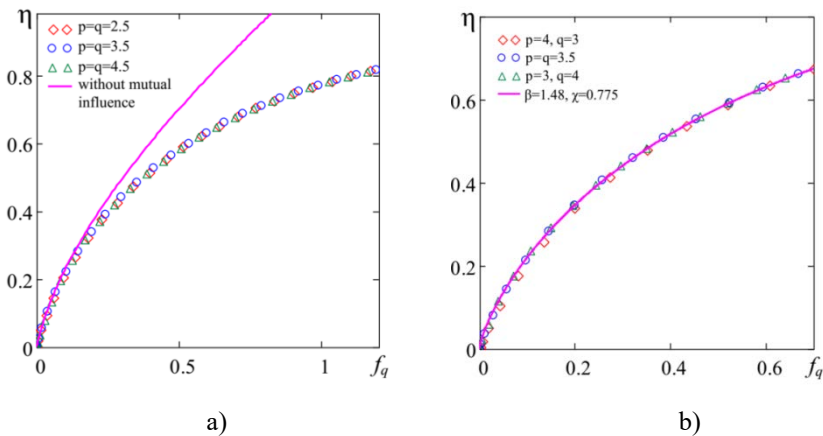 η
p=q=2.5
p=q=3.5
p=q=4.5
without mutual
influence
0.8
0.6
0.4
0.2
0
0
0.5
1
f_q
a)
η
p=4, q=3
p=q=3.5
p=3, q=4
β=1.48, χ=0.775
0.6
0.4
0.2
0
0
0.2
0.4
0.6
f_q
b)